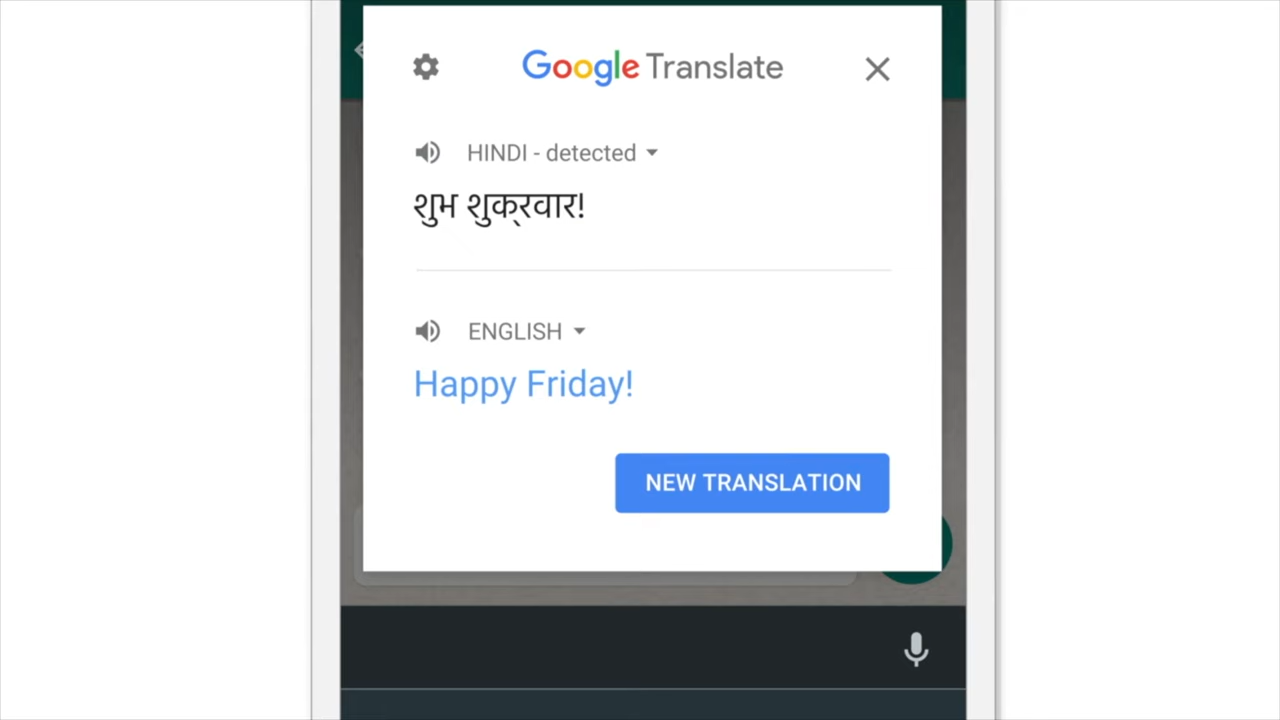 Google Translate
HINDI - detected
शुभ शुक्रवार!
ENGLISH
Happy Friday!
NEW TRANSLATION